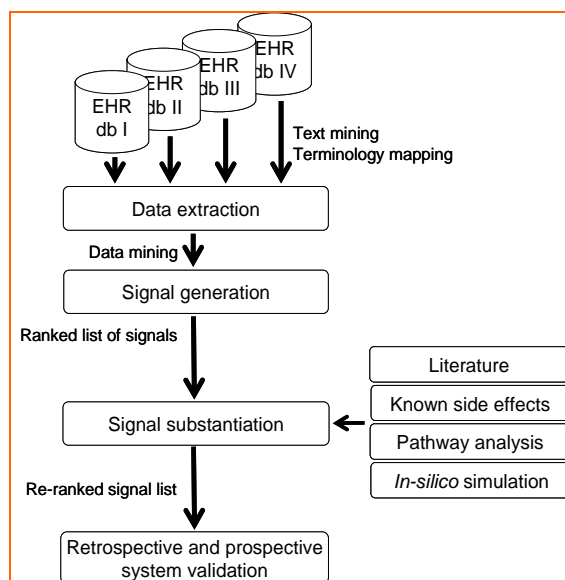 EHR
db I
EHR
db II
EHR
db III
EHR
db IV
Text mining
Terminology mapping
Data extraction
Data mining
Signal generation
Ranked list of signals
Literature
Known side effects
Signal substantiation
Pathway analysis
In-silico simulation
Re-ranked signal list
Retrospective and prospective
system validation